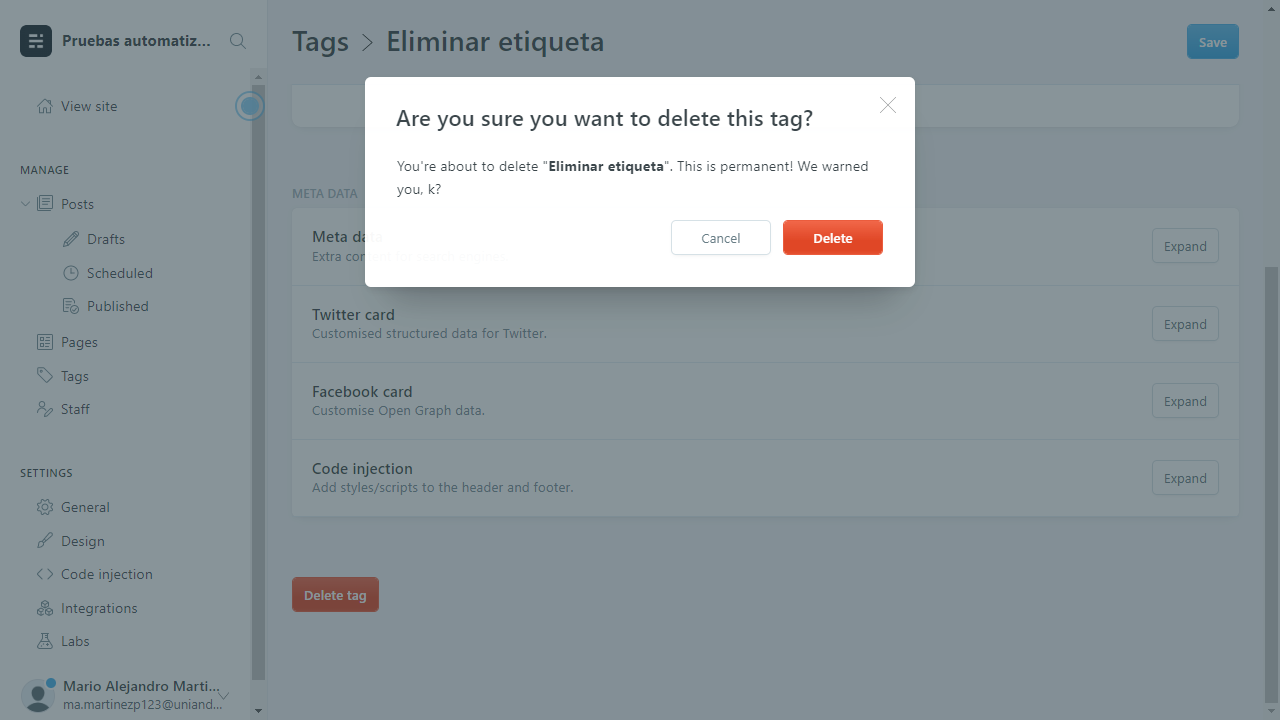 Pruebas automatiz...
View site
MANAGE
Posts
Drafts
Scheduled
Published
Pages
Tags
Staff
SETTINGS
General
Design
Code injection
Integrations
Labs
Mario Alejandro Marti...
ma.martinezp123@uniand...
Tags > Eliminar etiqueta
Save
Are you sure you want to delete this tag?
You're about to delete "Eliminar etiqueta". This is permanent! We warned
you, k?
Cancel
Delete
META DATA
Meta data
Extra
Expand
Twitter card
Customised structured data for Twitter.
Expand
Facebook card
Customise Open Graph data.
Expand
Code injection
Add styles/scripts to the header and footer.
Expand
Delete tag